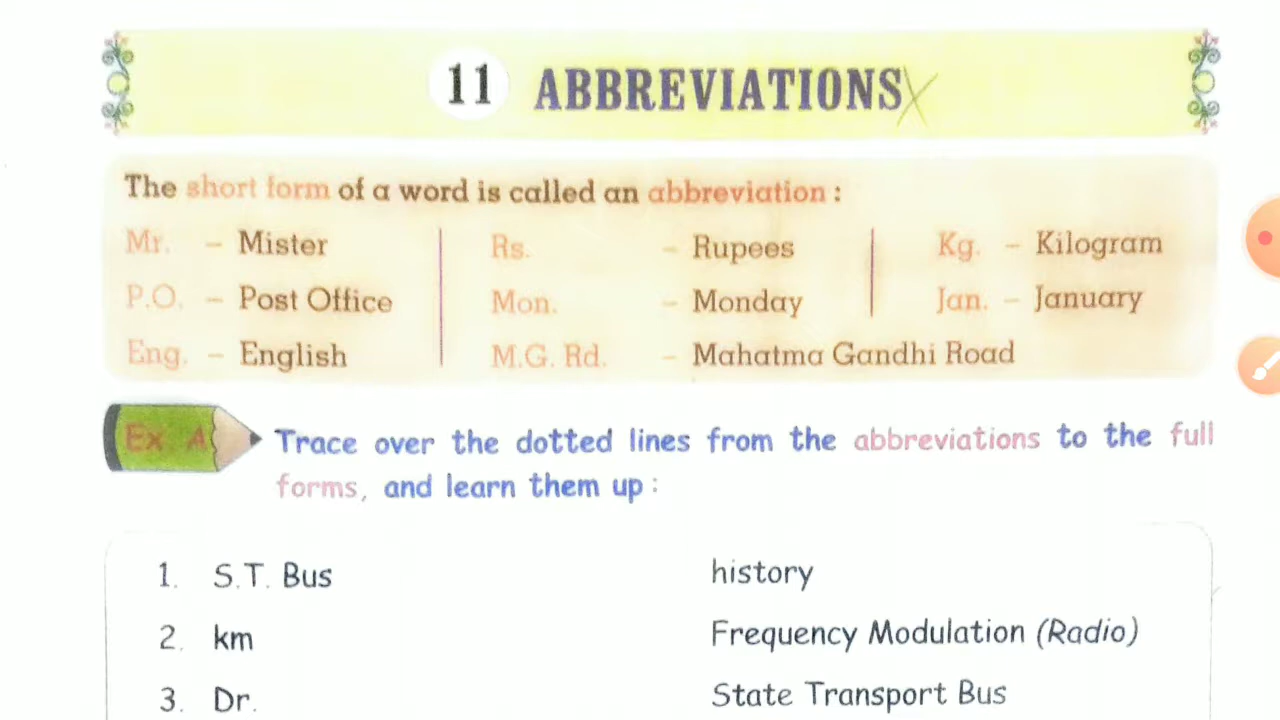 11 ABBREVIATIONS
The short form of a word is called an abbreviation :
Mr. – Mister Rs. – Rupees Kg. – Kilogram
P.O. – Post Office Mon. – Monday Jan. – January
Eng. – English M.G. Rd. – Mahatma Gandhi Road
Ex A Trace over the dotted lines from the abbreviations to the full
forms, and learn them up :
1. S.T. Bus history
2. km Frequency Modulation (Radio)
3. Dr. State Transport Bus